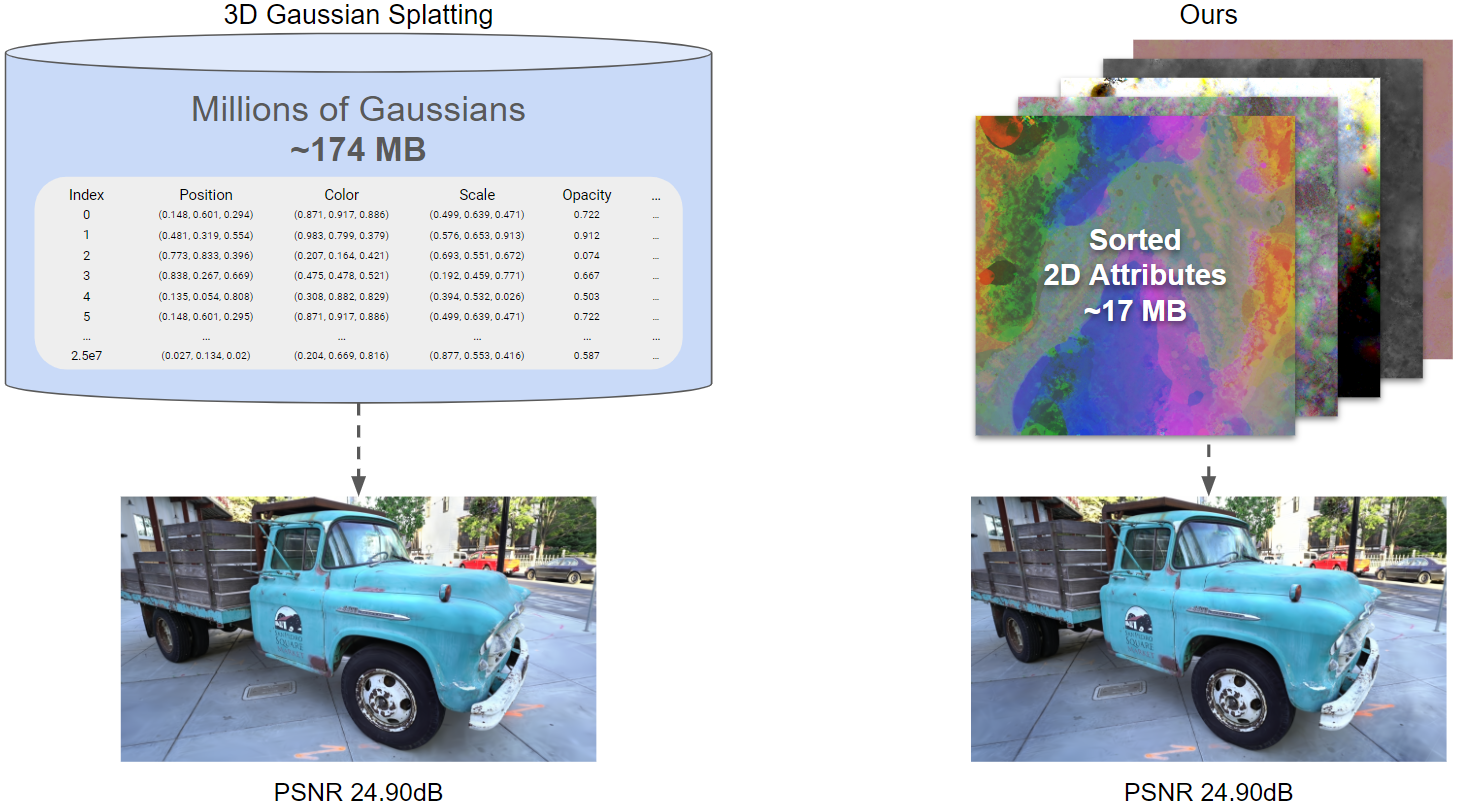 3D Gaussian Splatting
Millions of Gaussians
~174 MB
Index Position Color Scale Opacity ...
0 (0.148, 0.601, 0.294) (0.871, 0.917, 0.886) (0.499, 0.639, 0.471) 0.722 ...
1 (0.481, 0.319, 0.554) (0.983, 0.799, 0.379) (0.576, 0.653, 0.913) 0.912 ...
2 (0.773, 0.833, 0.396) (0.207, 0.164, 0.421) (0.693, 0.551, 0.672) 0.074 ...
3 (0.838, 0.267, 0.669) (0.475, 0.478, 0.521) (0.192, 0.459, 0.771) 0.667 ...
4 (0.135, 0.054, 0.808) (0.308, 0.882, 0.829) (0.394, 0.532, 0.026) 0.503 ...
5 (0.148, 0.601, 0.295) (0.871, 0.917, 0.886) (0.499, 0.639, 0.471) 0.722 ...
... ... ... ... ... ...
2.5e7 (0.027, 0.134, 0.02) (0.204, 0.669, 0.816) (0.877, 0.553, 0.416) 0.587 ...
SQUARE
PSNR 24.90dB
Ours
Sorted
2D Attributes
~17 MB
SQUARE
PSNR 24.90dB